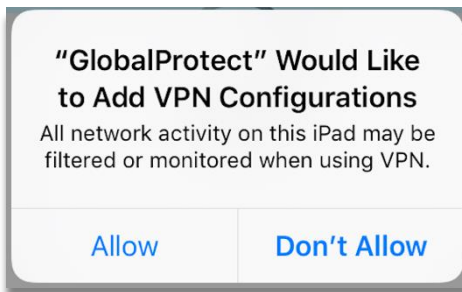 “GlobalProtect” Would Like
to Add VPN Configurations
All network activity on this iPad may be
filtered or monitored when using VPN.
Allow
Don’t Allow